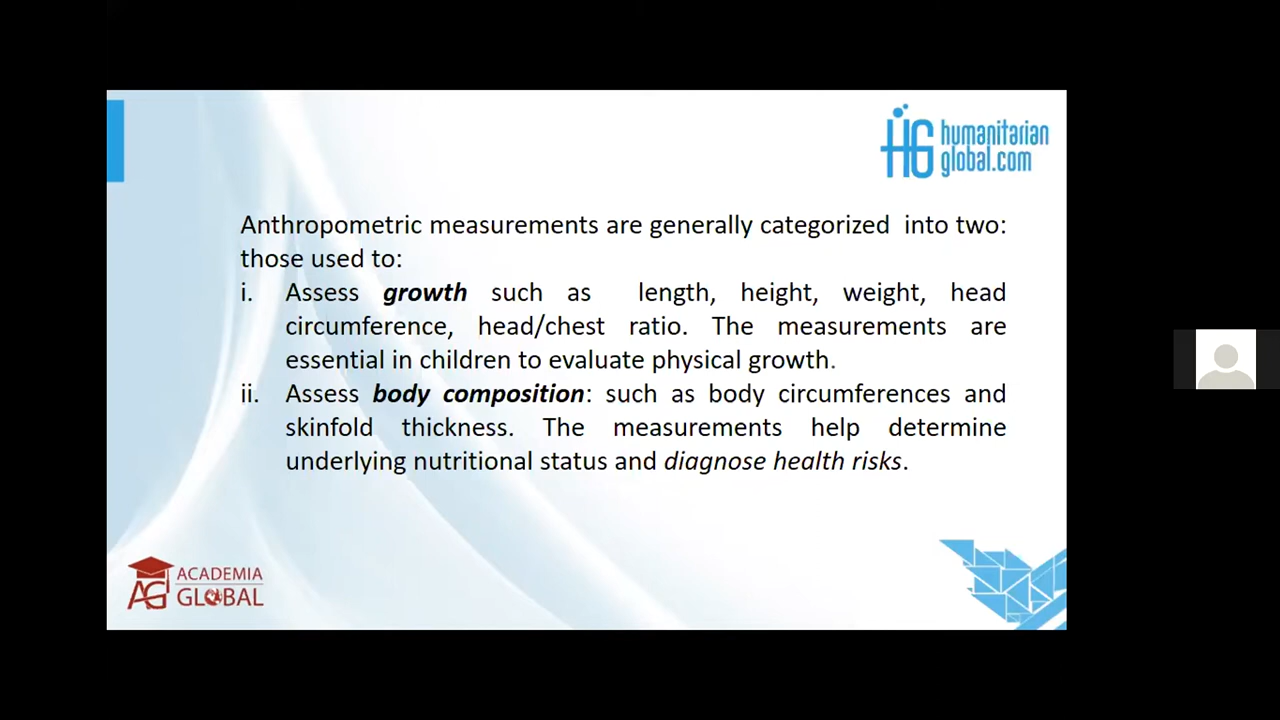 HG humanitarian
global.com
Anthropometric measurements are generally categorized into two:
those used to:
i. Assess growth such as length, height, weight, head
circumference, head/chest ratio. The measurements are
essential in children to evaluate physical growth.
ii. Assess body composition: such as body circumferences and
skinfold thickness. The measurements help determine
underlying nutritional status and diagnose health risks.
AG ACADEMIA
GLOBAL